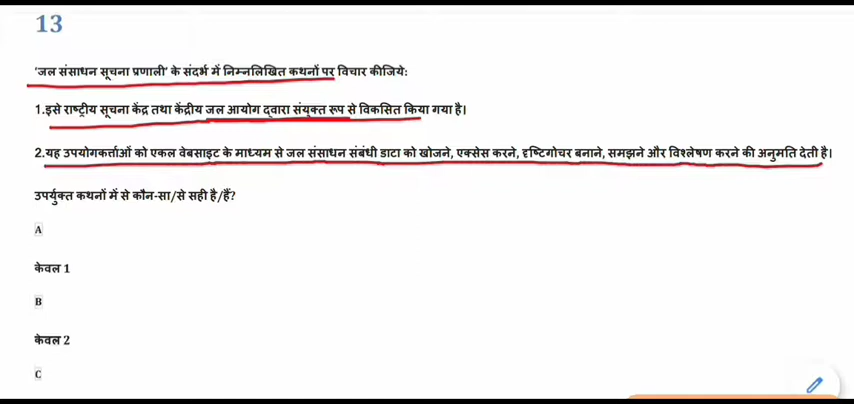 13
'जल संसाधन सूचना प्रणाली' के संदर्भ में निम्नलिखित कथनों पर विचार कीजिये:
1.इसे राष्ट्रीय सूचना केंद्र तथा केंद्रीय जल आयोग द्वारा संयुक्त रूप से विकसित किया गया है।
2.यह उपयोगकर्त्ताओं को एकल वेबसाइट के माध्यम से जल संसाधन संबंधी डाटा को खोजने, एक्सेस करने, दृष्टिगोचर बनाने, समझने और विश्लेषण करने की अनुमति देती है।
उपर्युक्त कथनों में से कौन-सा/से सही है/हैं?
A
केवल 1
B
केवल 2
C